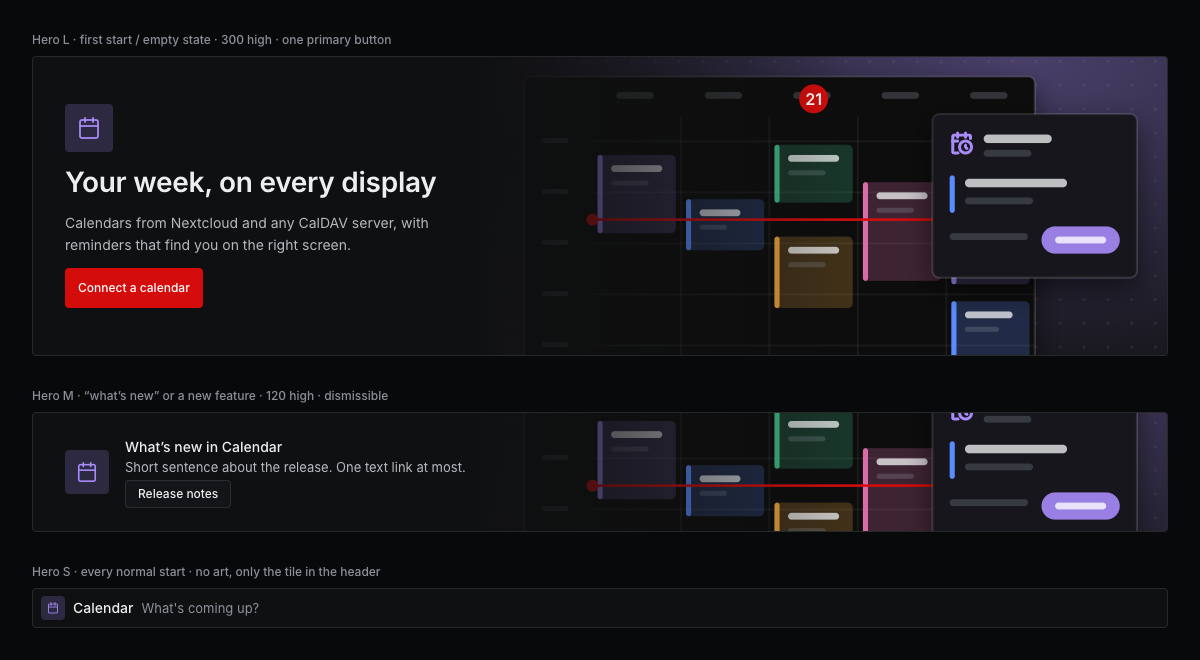 Hero L · first start / empty state · 300 high · one primary button
21
Your week, on every display
Calendars from Nextcloud and any CalDAV server, with
reminders that find you on the right screen.
Connect a calendar
Hero M · “what’s new” or a new feature · 120 high · dismissible
What’s new in Calendar
Short sentence about the release. One text link at most.
Release notes
Hero S · every normal start · no art, only the tile in the header
Calendar What's coming up?